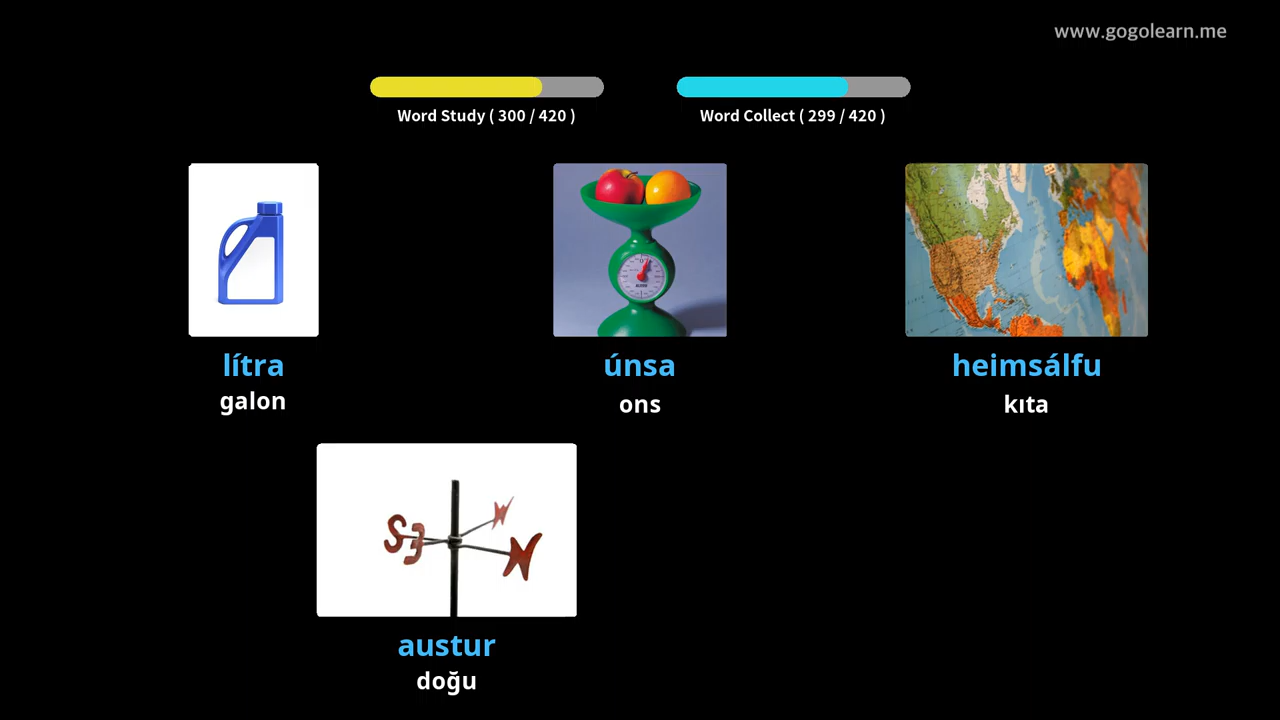 www.gogolearn.me
Word Study ( 300 / 420 )
Word Collect ( 299 / 420 )
lítra
galon
únsa
ons
heimsálfu
kıta
S E N
austur
doğu